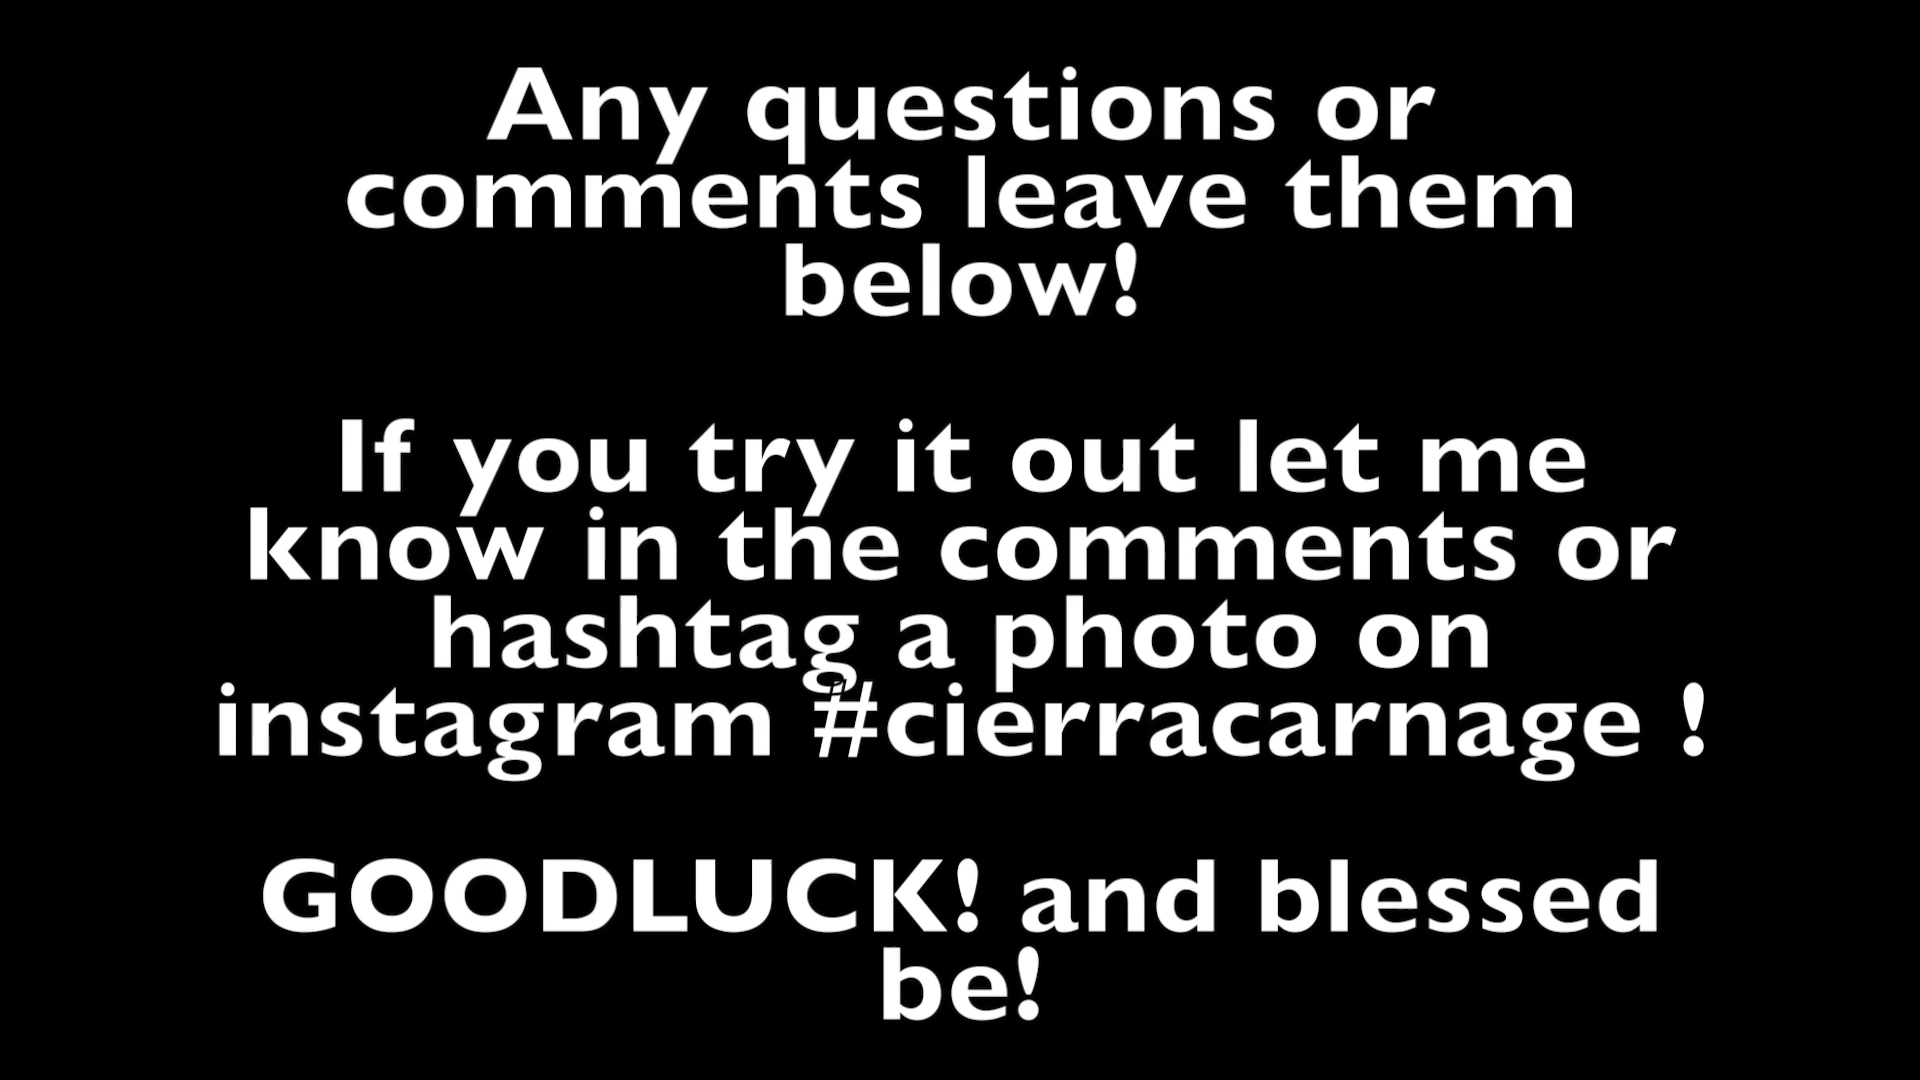 Any questions or
comments leave them
below!
If you try it out let me
know in the comments or
hashtag a photo on
instagram #cierracarnage !
GOODLUCK! and blessed
be!